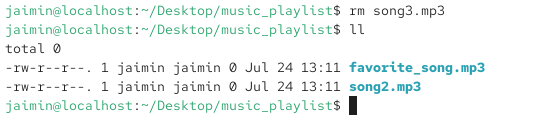 jaimin@localhost:~/Desktop/music_playlist$ rm song3.mp3
jaimin@localhost:~/Desktop/music_playlist$ ll
total 0
-rw-r--r--. 1 jaimin jaimin 0 Jul 24 13:11 favorite_song.mp3
-rw-r--r--. 1 jaimin jaimin 0 Jul 24 13:11 song2.mp3
jaimin@localhost:~/Desktop/music_playlist$